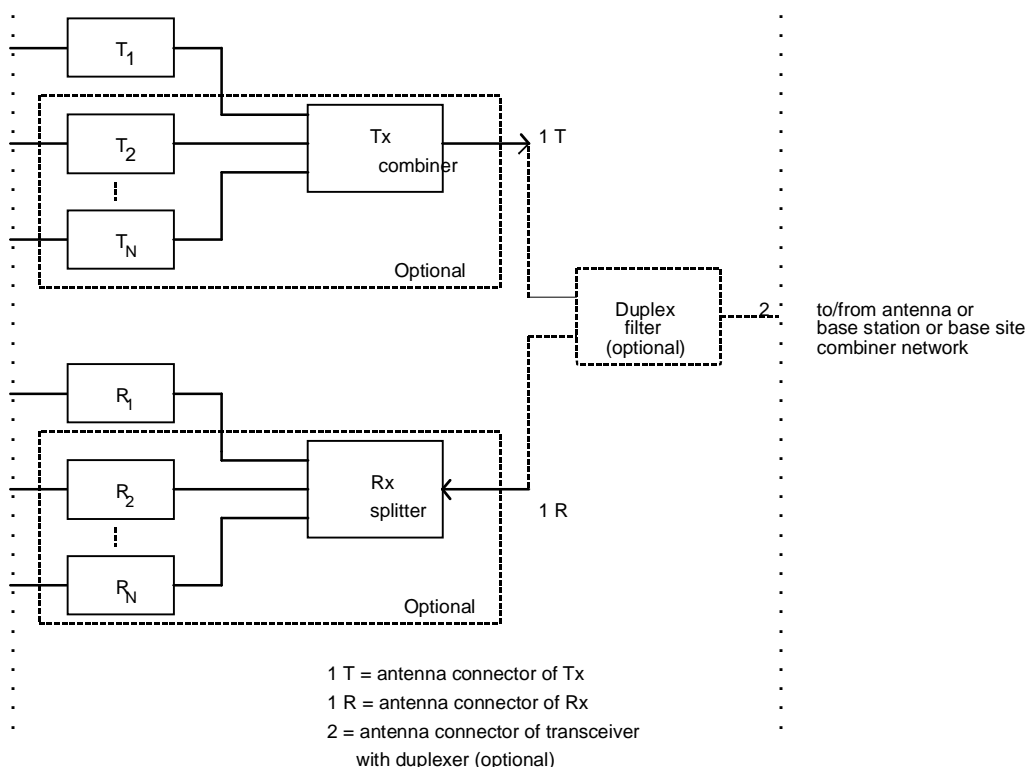 T1
T2
TN
Tx
combiner
1 T
Optional
Duplex
filter
(optional)
2
to/from antenna or
base station or base site
combiner network
R1
R2
RN
Rx
splitter
1 R
Optional
1 T = antenna connector of Tx
1 R = antenna connector of Rx
2 = antenna connector of transceiver
with duplexer (optional)